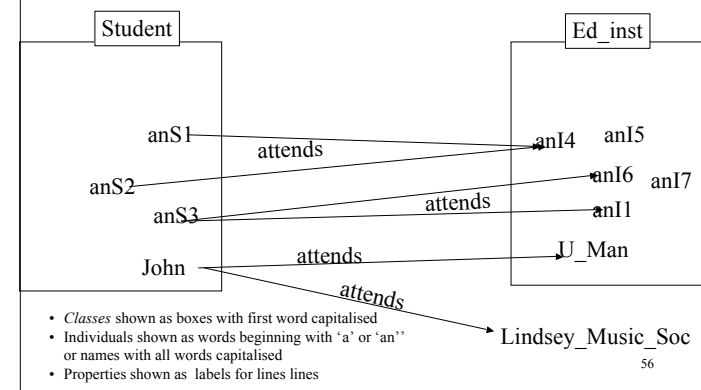 Student
Ed_inst
anS1
attends
anI4
anI5
anS2
anI6
anI7
anS3
attends
anI1
John
attends
U_Man
attends
Lindsey_Music_Soc
• Classes shown as boxes with first word capitalised
• Individuals shown as words beginning with ‘a’ or ‘an’’
or names with all words capitalised
• Properties shown as labels for lines lines
56